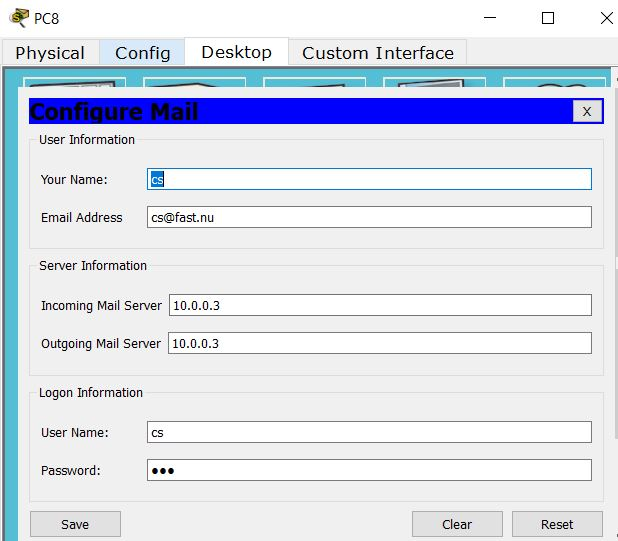 PC8
Physical Config Desktop Custom Interface
Configure Mail X
User Information
Your Name: cs
Email Address cs@fast.nu
Server Information
Incoming Mail Server 10.0.0.3
Outgoing Mail Server 10.0.0.3
Logon Information
User Name: cs
Password: ●●●
Save Clear Reset